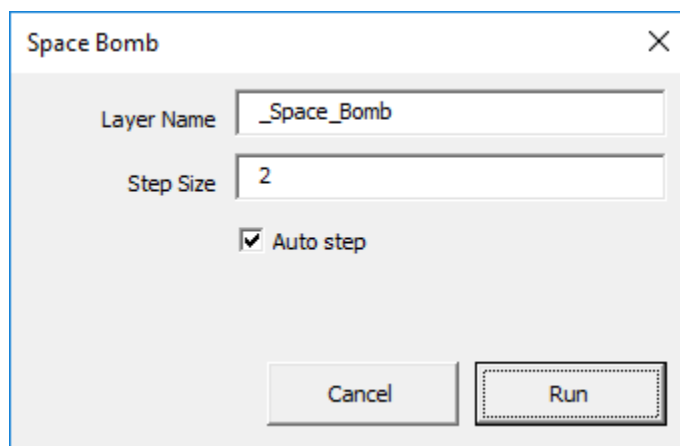 Space Bomb
Layer Name _Space_Bomb
Step Size 2
Auto step
Cancel Run